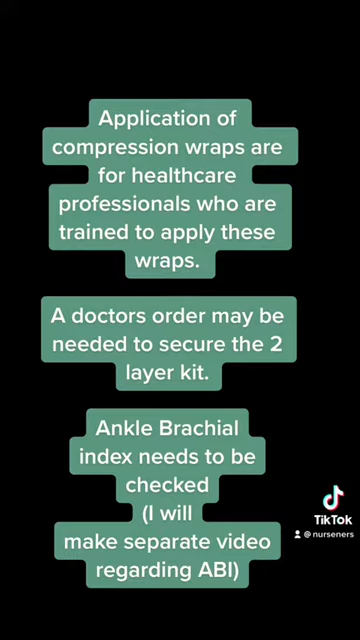 Application of
compression wraps are
for healthcare
professionals who are
trained to apply these
wraps.
A doctors order may be
needed to secure the 2
layer kit.
Ankle Brachial
index needs to be
checked
(I will
make separate video
regarding ABI)
TikTok
@ nurseners